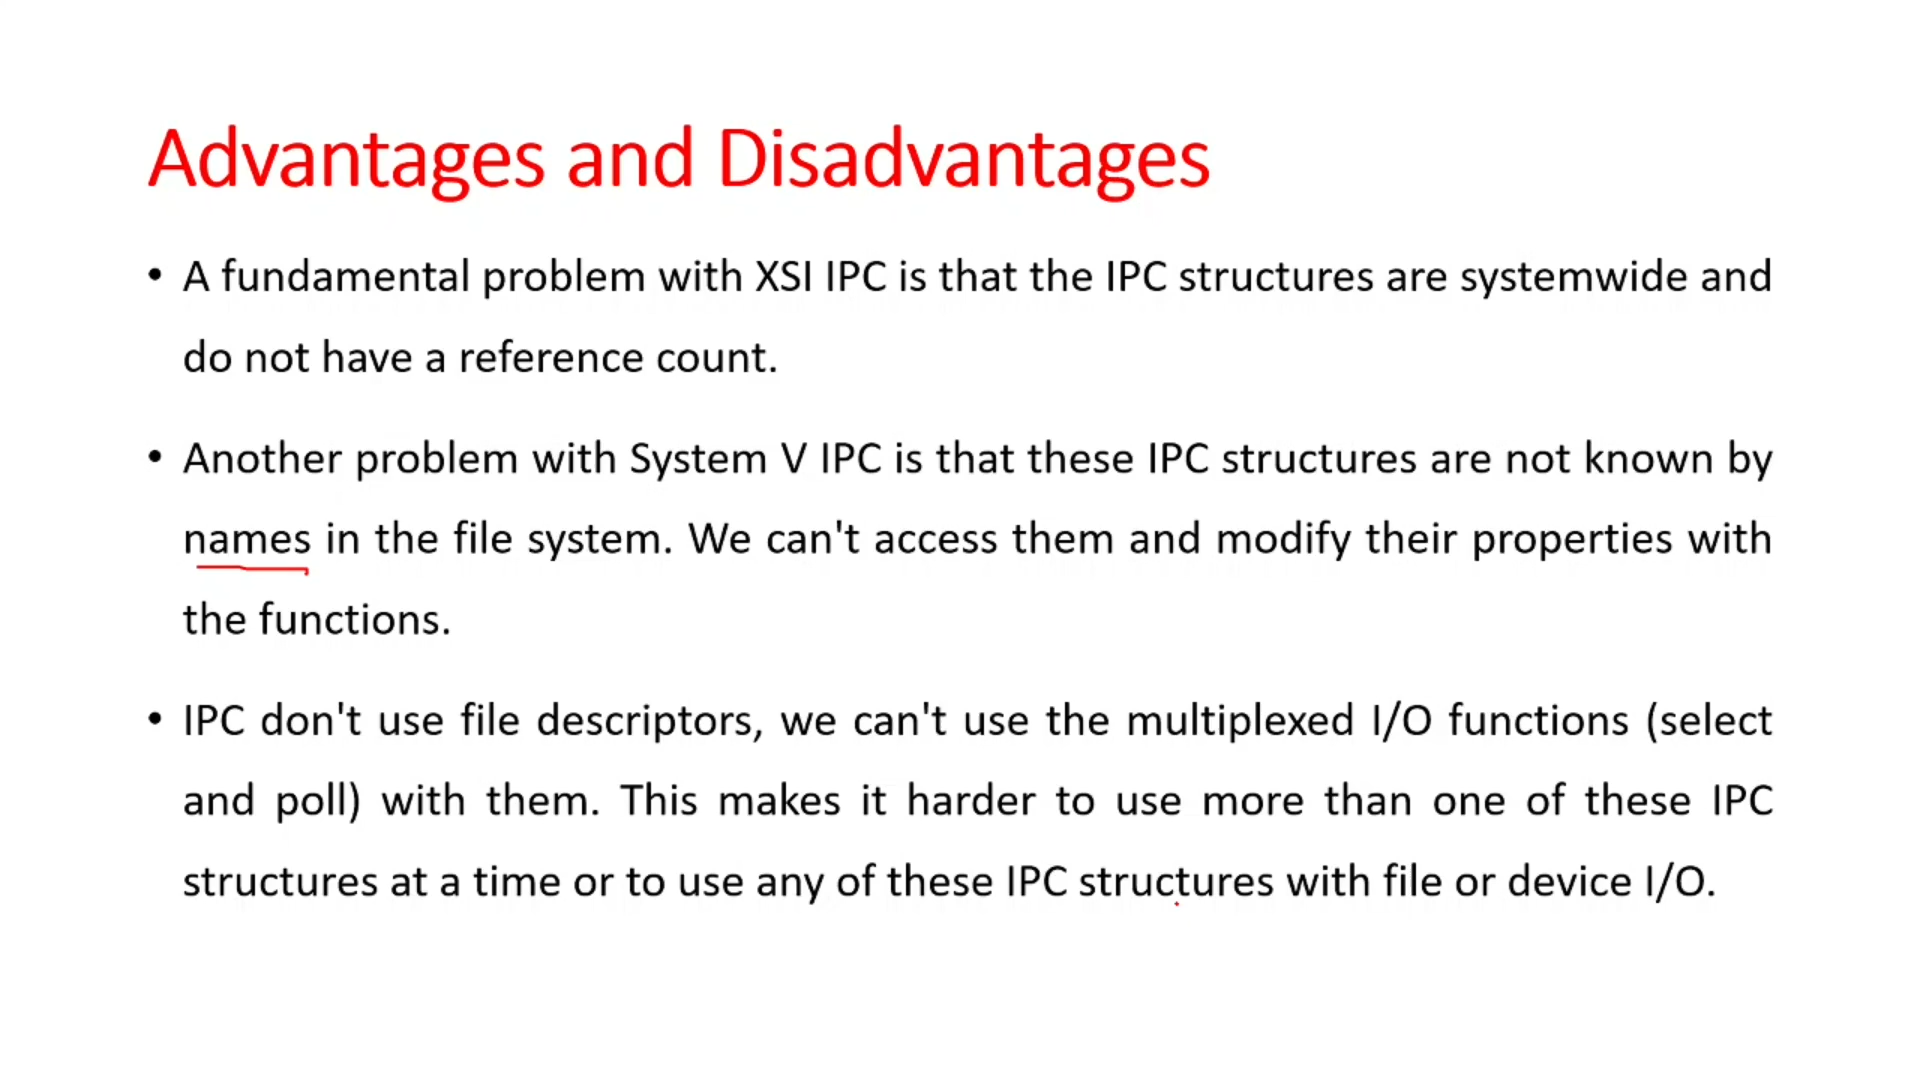 Advantages and Disadvantages
• A fundamental problem with XSI IPC is that the IPC structures are systemwide and
do not have a reference count.
• Another problem with System V IPC is that these IPC structures are not known by
names in the file system. We can't access them and modify their properties with
the functions.
• IPC don't use file descriptors, we can't use the multiplexed I/O functions (select
and poll) with them. This makes it harder to use more than one of these IPC
structures at a time or to use any of these IPC structures with file or device I/O.